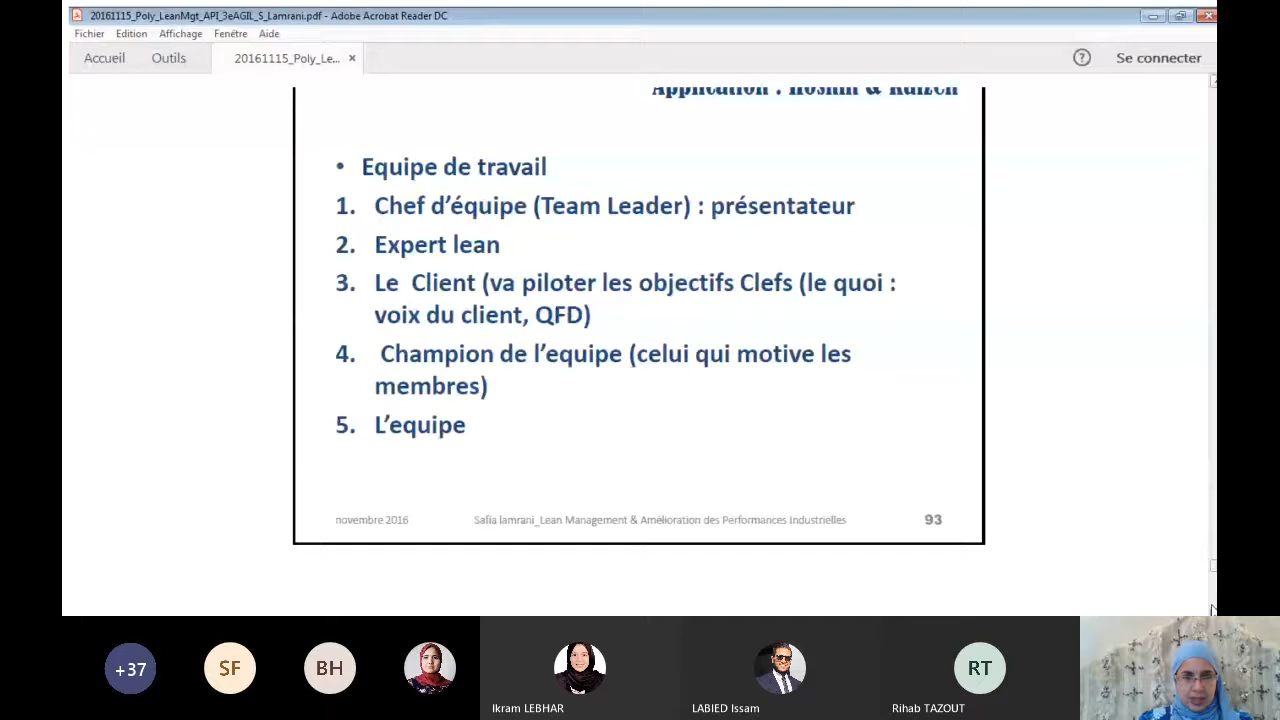 20161115_Poly_LeanMgt_API_3eAGIL_S_Lamrani.pdf - Adobe Acrobat Reader DC
Fichier Edition Affichage Fenêtre Aide
Accueil Outils 20161115_Poly_Le... × ? Se connecter
Application : Hoshin & Kaizen
• Equipe de travail
1. Chef d’équipe (Team Leader) : présentateur
2. Expert lean
3. Le Client (va piloter les objectifs Clefs (le quoi :
voix du client, QFD)
4. Champion de l’equipe (celui qui motive les
membres)
5. L’equipe
novembre 2016 Safia lamrani_Lean Management & Amélioration des Performances Industrielles 93
+37 SF BH RT
Ikram LEBHAR LABIED Issam Rihab TAZOUT